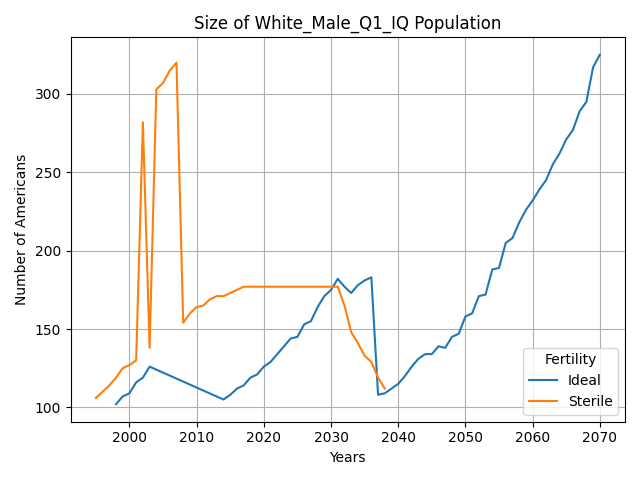 Size of White_Male_Q1_IQ Population
Number of Americans
300
250
200
150
100
2000 2010 2020 2030 2040 2050 2060 2070
Years
Fertility
Ideal
Sterile